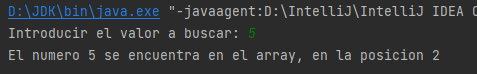 D:\JDK\bin\java.exe "-javaagent:D:\IntelliJ\IntelliJ IDEA
Introducir el valor a buscar: 5
El numero 5 se encuentra en el array, en la posicion 2